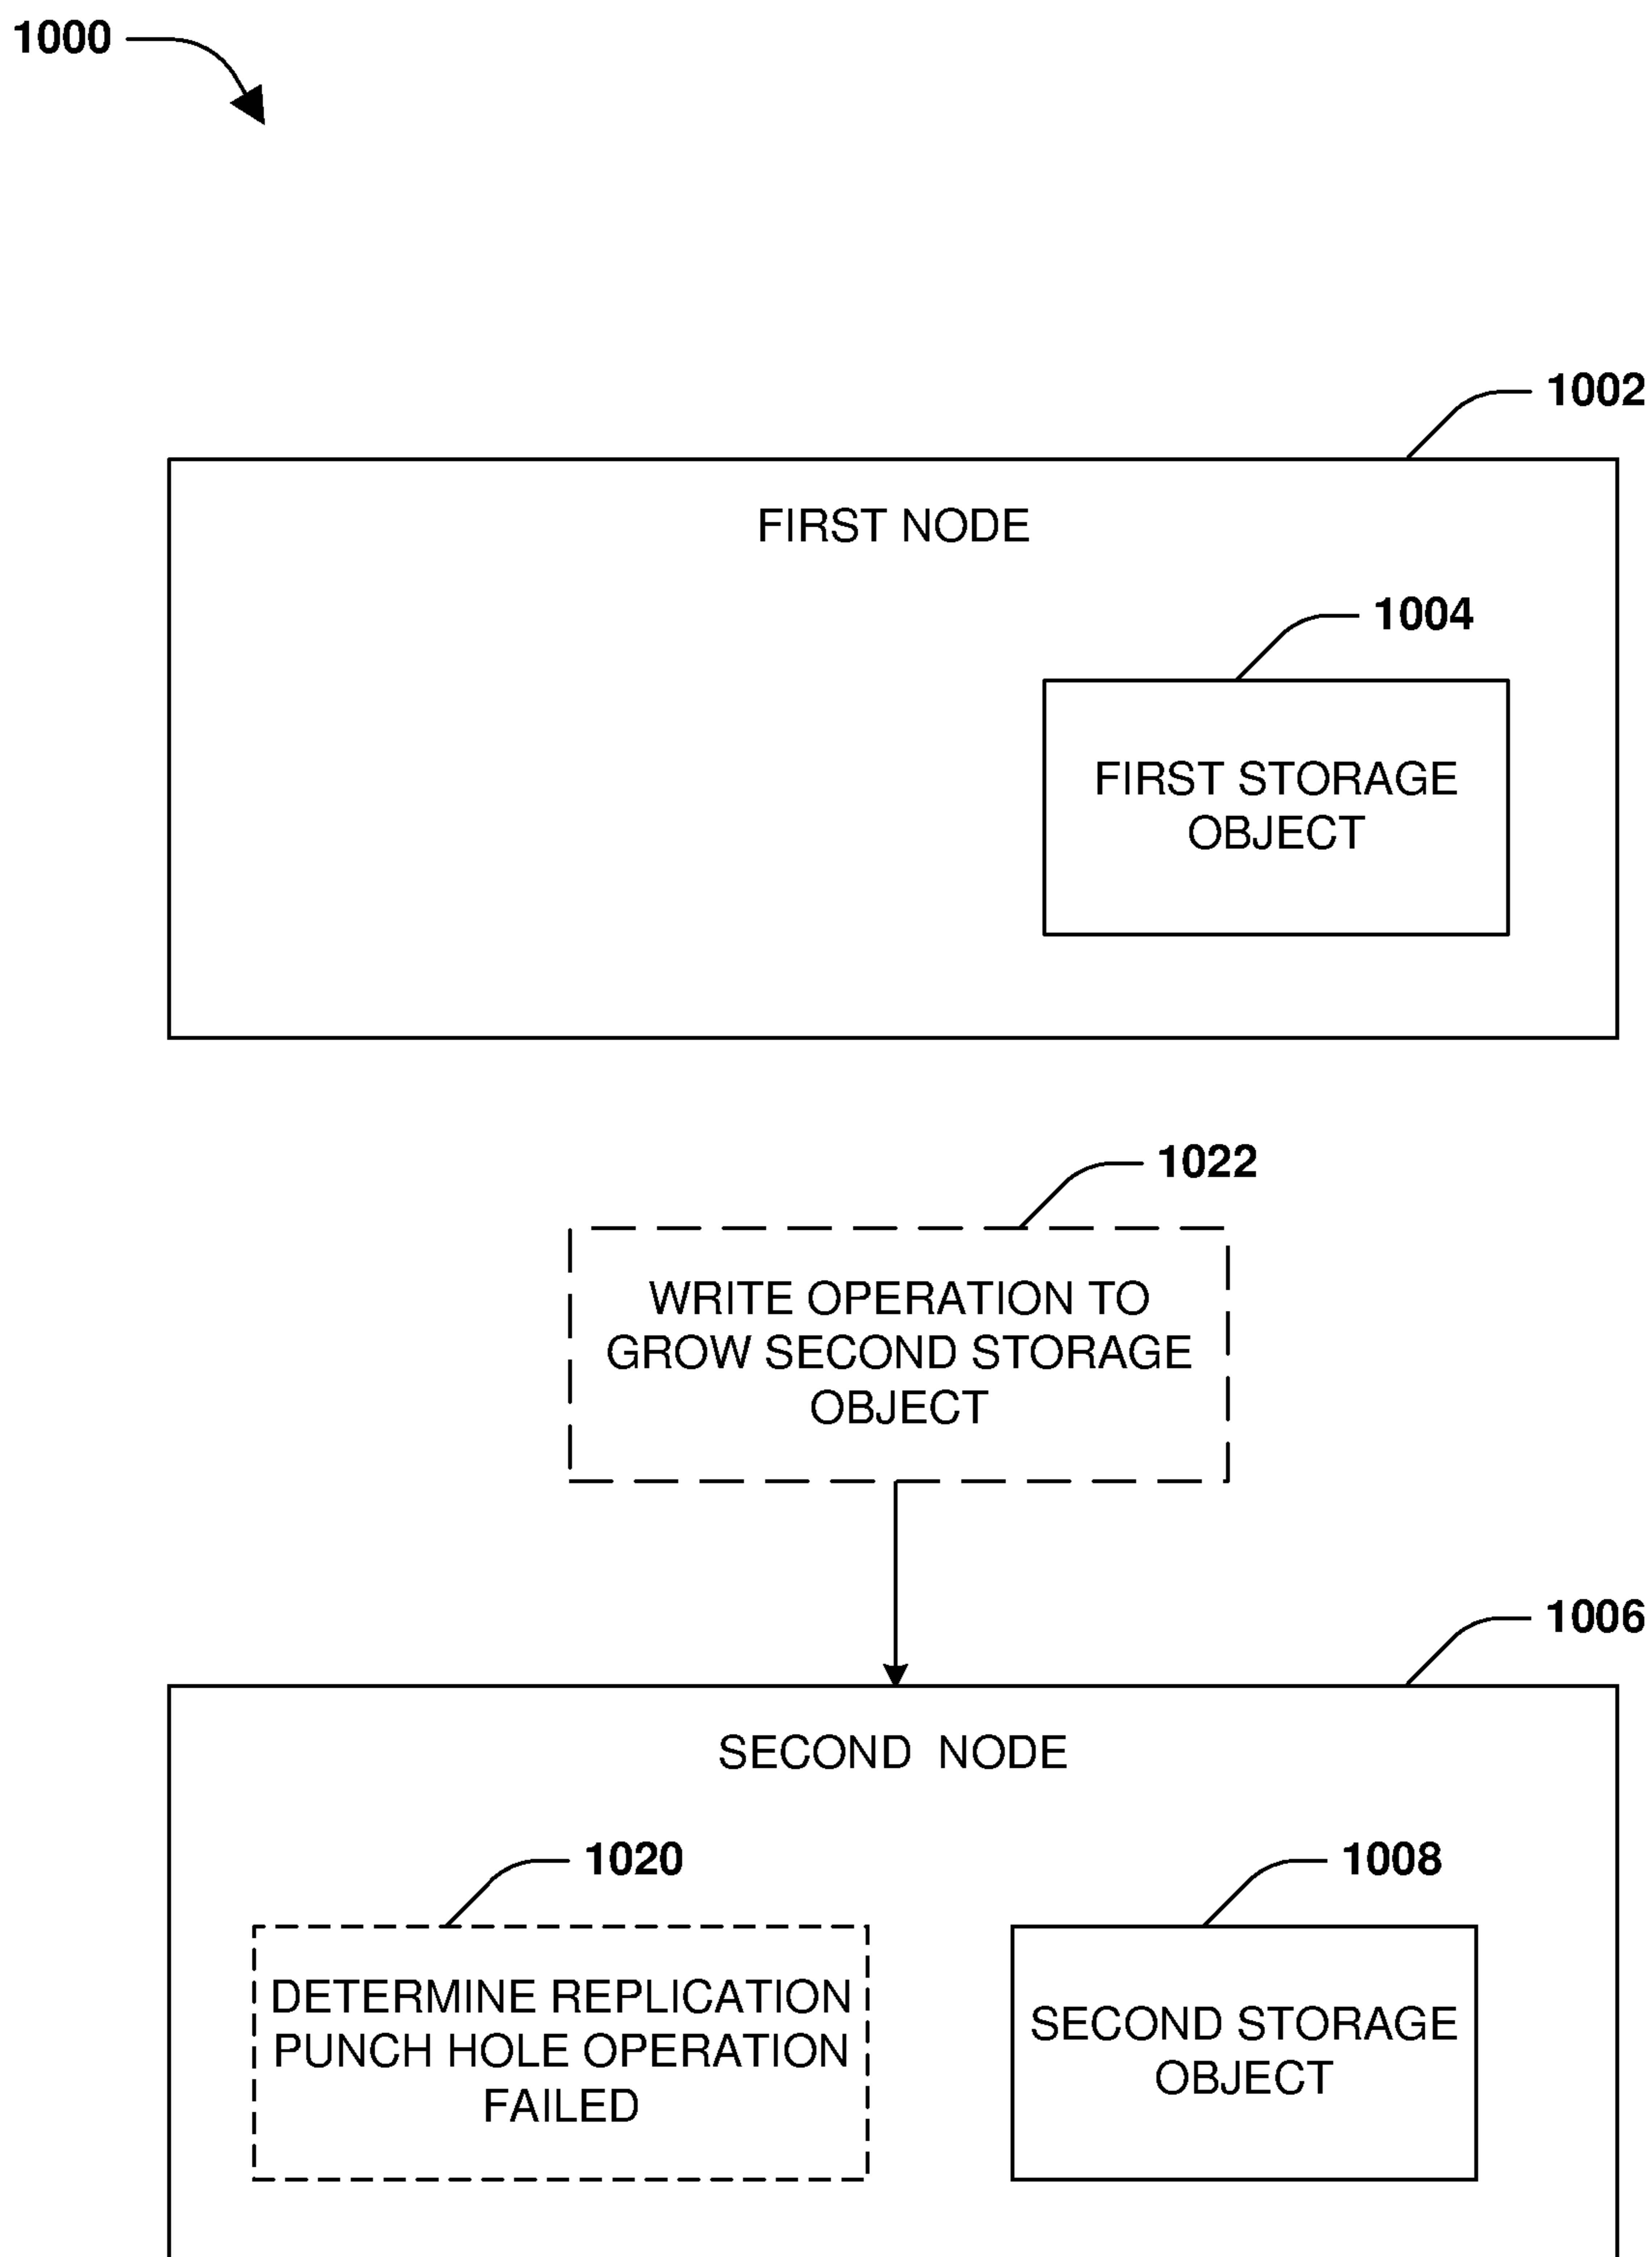 1000
1002
FIRST NODE
1004
FIRST STORAGE
OBJECT
1022
WRITE OPERATION TO
GROW SECOND STORAGE
OBJECT
1006
SECOND NODE
1020
DETERMINE REPLICATION
PUNCH HOLE OPERATION
FAILED
1008
SECOND STORAGE
OBJECT